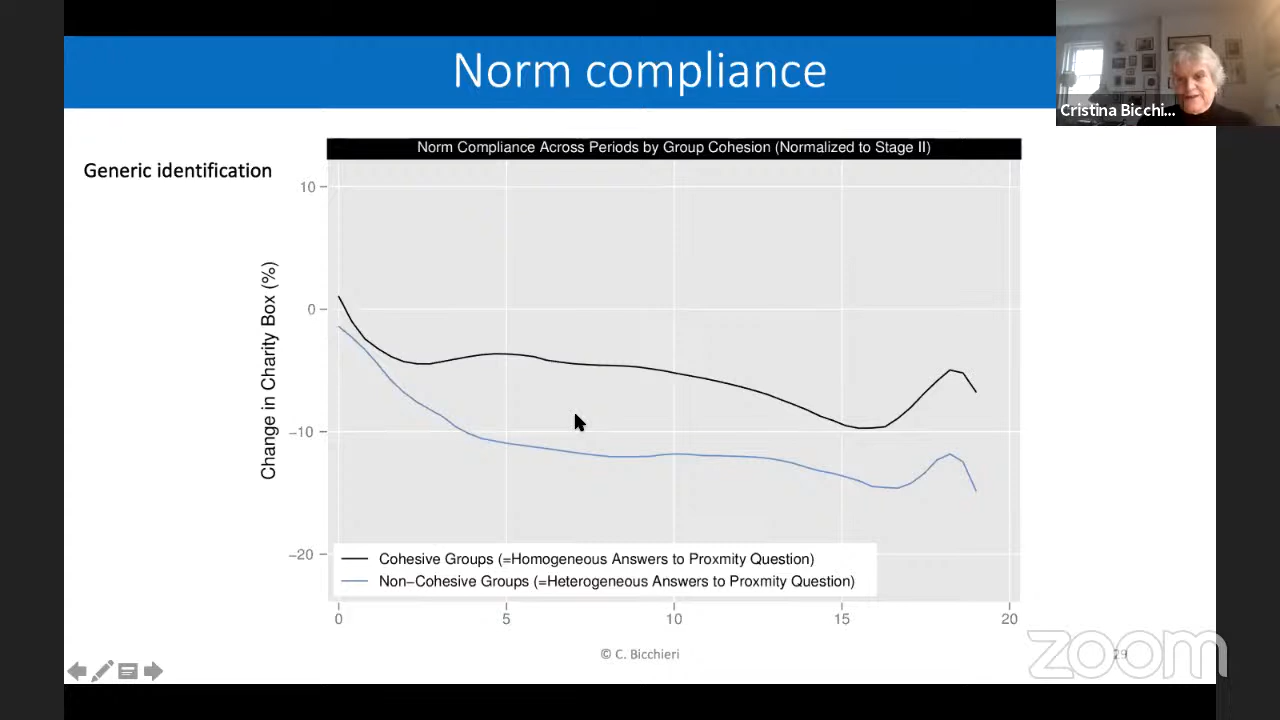 Norm compliance
Cristina Bicchi...
Generic identification
Norm Compliance Across Periods by Group Cohesion (Normalized to Stage II)
Change in Charity Box (%)
10
0
−10
−20
Cohesive Groups (=Homogeneous Answers to Proxmity Question)
Non−Cohesive Groups (=Heterogeneous Answers to Proxmity Question)
0 5 10 15 20
© C. Bicchieri
29
zoom